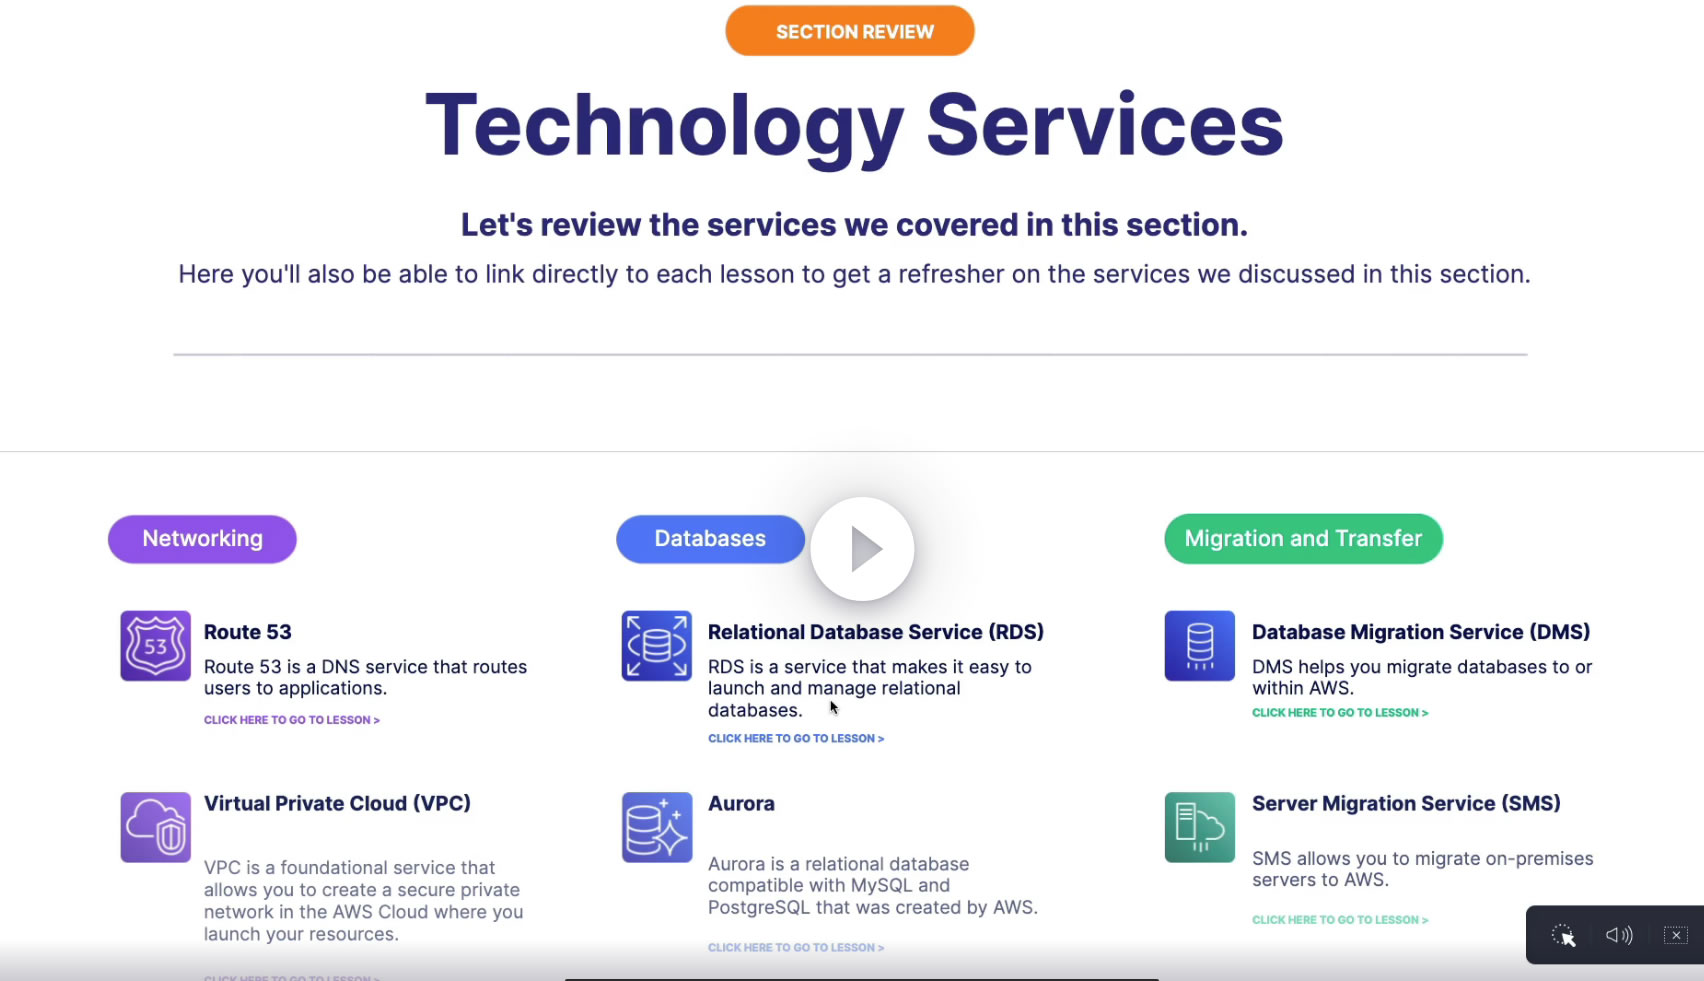 SECTION REVIEW
Technology Services
Let's review the services we covered in this section.
Here you'll also be able to link directly to each lesson to get a refresher on the services we discussed in this section.
Networking
53
Route 53
Route 53 is a DNS service that routes
users to applications.
CLICK HERE TO GO TO LESSON >
Virtual Private Cloud (VPC)
VPC is a foundational service that
allows you to create a secure private
network in the AWS Cloud where you
launch your resources.
CLICK HERE TO GO TO LESSON >
Databases
Relational Database Service (RDS)
RDS is a service that makes it easy to
launch and manage relational
databases.
CLICK HERE TO GO TO LESSON >
Aurora
Aurora is a relational database
compatible with MySQL and
PostgreSQL that was created by AWS.
CLICK HERE TO GO TO LESSON >
Migration and Transfer
Database Migration Service (DMS)
DMS helps you migrate databases to or
within AWS.
CLICK HERE TO GO TO LESSON >
Server Migration Service (SMS)
SMS allows you to migrate on-premises
servers to AWS.
CLICK HERE TO GO TO LESSON >